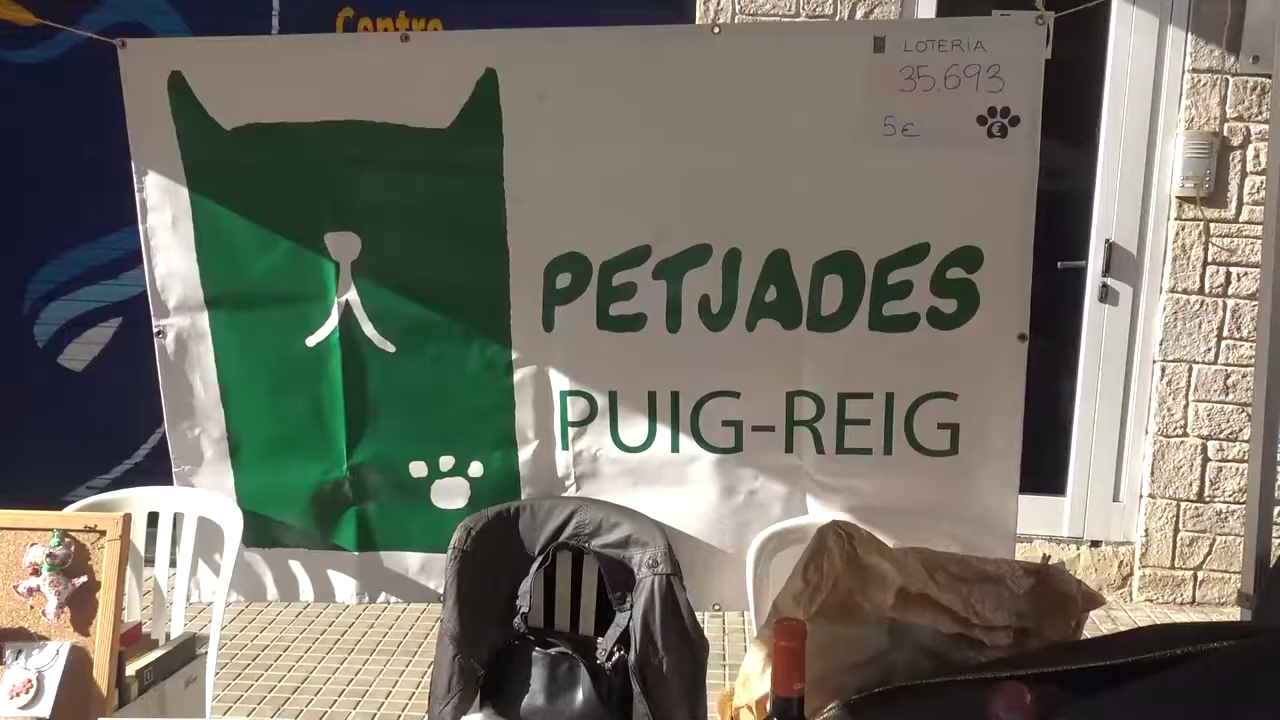 Centre
LOTERIA
35.693
5€
€
PETJADES
PUIG-REIG